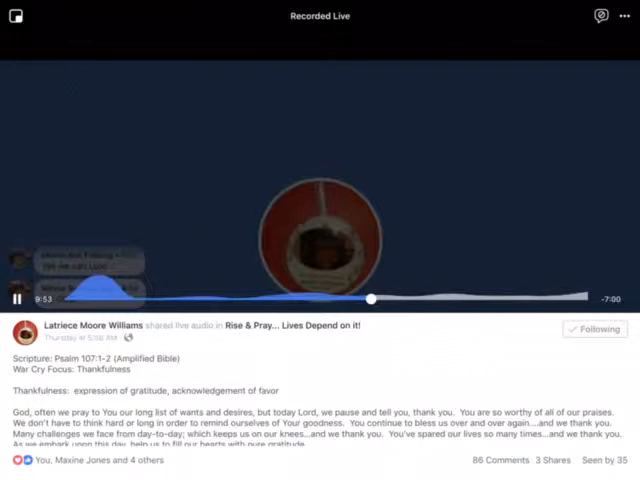 Recorded Live
9:53
-7:00
Latriece Moore Williams shared live audio in Rise & Pray... Lives Depend on it!
Following
Thursday at 5:56 AM
Scripture: Psalm 107:1-2 (Amplified Bible)
War Cry Focus: Thankfulness
Thankfulness: expression of gratitude, acknowledgement of favor
God, often we pray to You our long list of wants and desires, but today Lord, we pause and tell you, thank you. You are so worthy of all of our praises.
We don't have to think hard or long in order to remind ourselves of Your goodness. You continue to bless us over and over again....and we thank you.
Many challenges we face from day-to-day; which keeps us on our knees...and we thank you. You've spared our lives so many times...and we thank you.
As we embark upon this day, help us to fill our hearts with pure gratitude.
You, Maxine Jones and 4 others
86 Comments 3 Shares Seen by 35